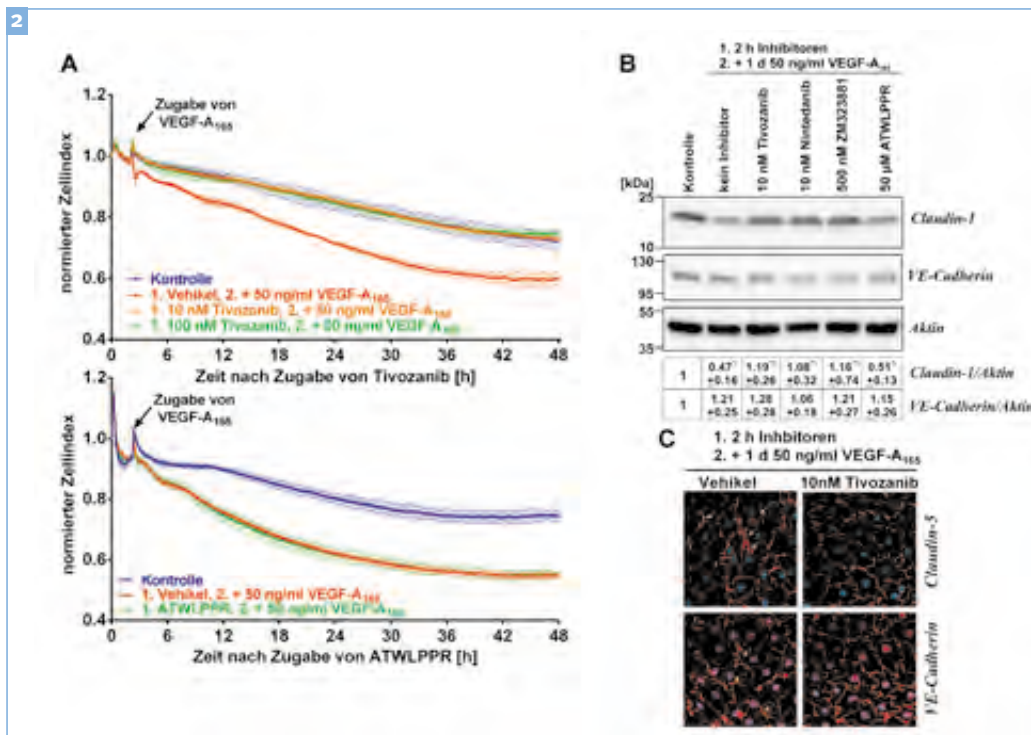 2
A
1.2
1.0
0.8
0.6
0.4
normierter Zellindex
Zugabe von
VEGF-A165
Kontrolle
1. Vehikel, 2. + 50 ng/ml VEGF-A165
1. 10 nM Tivozanib, 2. + 50 ng/ml VEGF-A165
1. 100 nM Tivozanib, 2. + 50 ng/ml VEGF-A165
0 6 12 18 24 30 36 42 48
Zeit nach Zugabe von Tivozanib [h]
1.0
0.8
0.6
0.4
normierter Zellindex
Zugabe von
VEGF-A165
Kontrolle
1. Vehikel, 2. + 50 ng/ml VEGF-A165
1. ATWLPPR, 2. + 50 ng/ml VEGF-A165
0 6 12 18 24 30 36 42 48
Zeit nach Zugabe von ATWLPPR [h]
B
1. 2 h Inhibitoren
2. + 1 d 50 ng/ml VEGF-A165
Kontrolle
kein Inhibitor
10 nM Tivozanib
10 nM Nintedanib
500 nM ZM323881
50 µM ATWLPPR
[kDa]
25
10
Claudin-1
130
95
VE-Cadherin
55
35
Aktin
1 0.47 1.19 1.08 1.16 0.51 Claudin-1/Aktin
±0.16 ±0.26 ±0.32 ±0.74 ±0.13
1 1.21 1.28 1.06 1.21 1.15 VE-Cadherin/Aktin
±0.25 ±0.28 ±0.18 ±0.27 ±0.26
C
1. 2 h Inhbitoren
2. + 1 d 50 ng/ml VEGF-A165
Vehikel 10nM Tivozanib
Claudin-5
VE-Cadherin